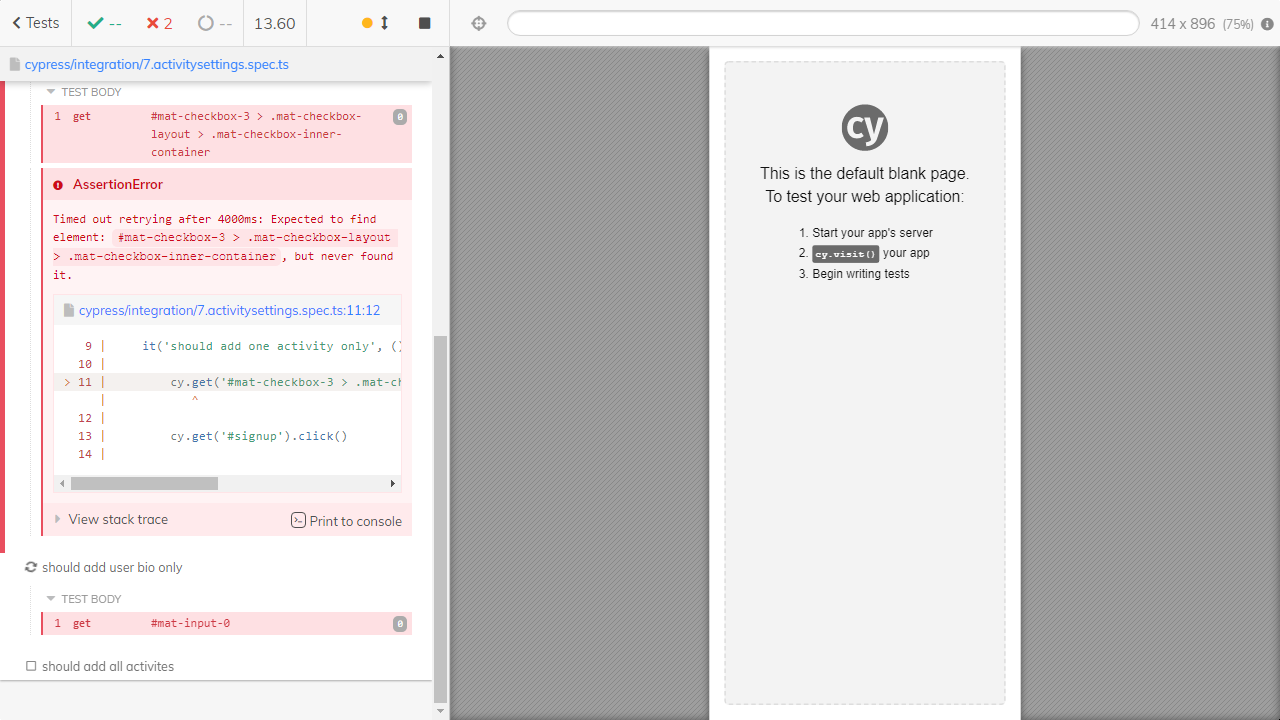 Tests
--
2
--
13.60
414 x 896 (75%)
cypress/integration/7.activitysettings.spec.ts
TEST BODY
1 get #mat-checkbox-3 > .mat-checkbox- 0
layout > .mat-checkbox-inner-
container
AssertionError
Timed out retrying after 4000ms: Expected to find
element: #mat-checkbox-3 > .mat-checkbox-layout
> .mat-checkbox-inner-container, but never found
it.
cypress/integration/7.activitysettings.spec.ts:11:12
9 | it('should add one activity only', ()
10 |
> 11 | cy.get('#mat-checkbox-3 > .mat-ch
| ^
12 |
13 | cy.get('#signup').click()
14 |
View stack trace
Print to console
should add user bio only
TEST BODY
1 get #mat-input-0 0
should add all activites
cy
This is the default blank page.
To test your web application:
1. Start your app's server
2. cy.visit() your app
3. Begin writing tests